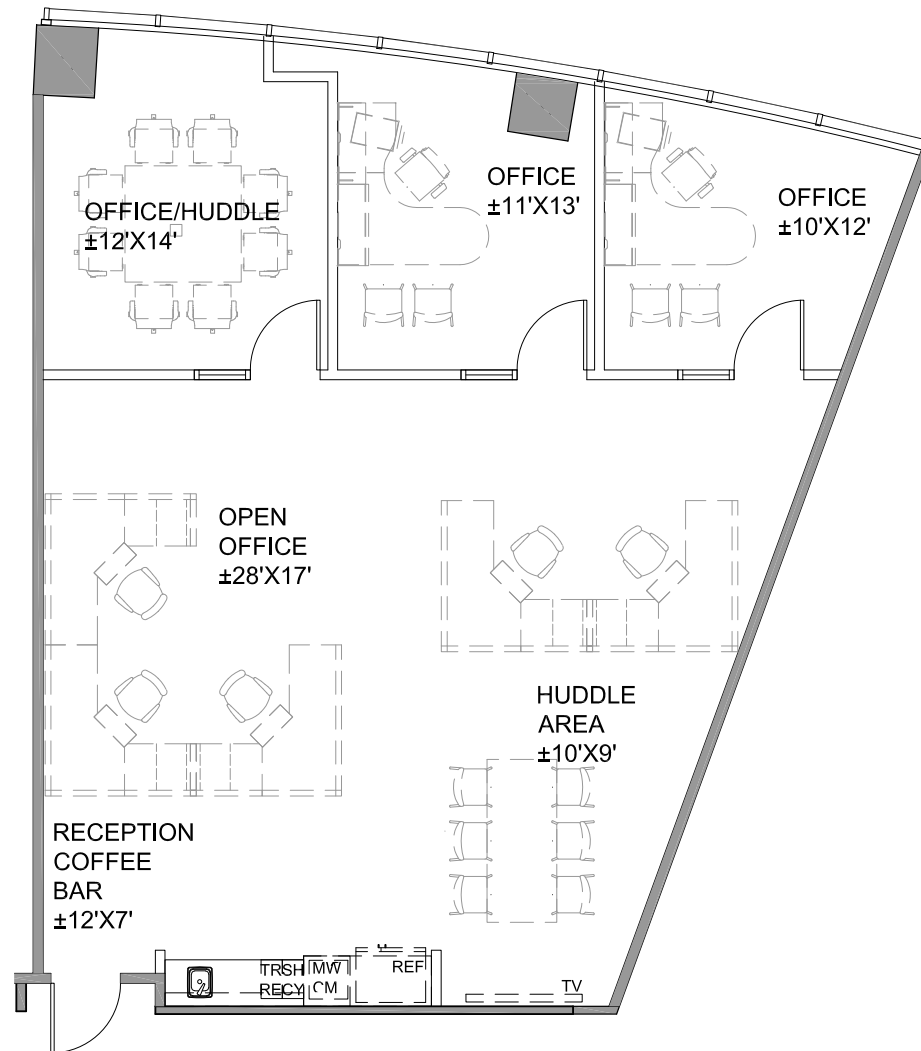 OFFICE
±11'X13'
OFFICE
±10'X12'
OFFICE/HUDDLE
±12'X14'
OPEN
OFFICE
±28'X17'
HUDDLE
AREA
±10'X9'
RECEPTION
COFFEE
BAR
±12'X7'
TRSH
RECY
MW
CM
REF
TV